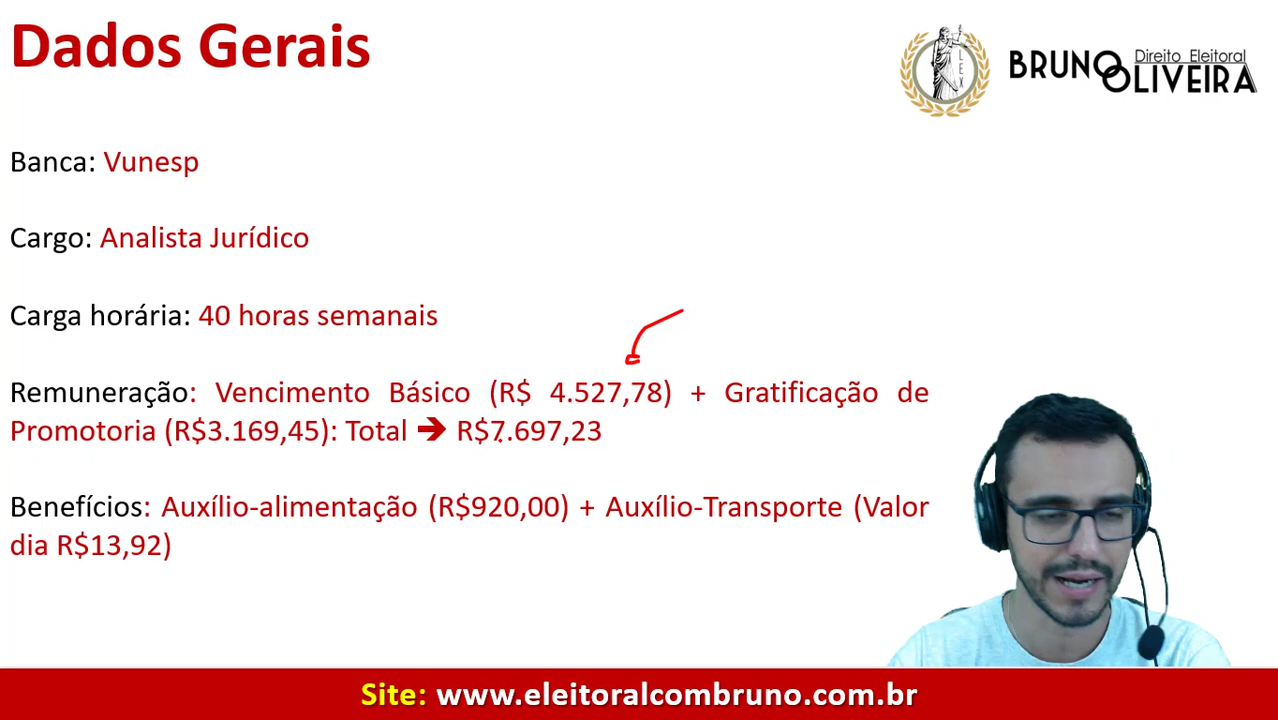 Dados Gerais
LEX
Direito Eleitoral
BRUNO
OLIVEIRA
Banca: Vunesp
Cargo: Analista Jurídico
Carga horária: 40 horas semanais
Remuneração: Vencimento Básico (R$ 4.527,78) + Gratificação de
Promotoria (R$3.169,45): Total ➔ R$7.697,23
Benefícios: Auxílio-alimentação (R$920,00) + Auxílio-Transporte (Valor
dia R$13,92)
Site: www.eleitoralcombruno.com.br